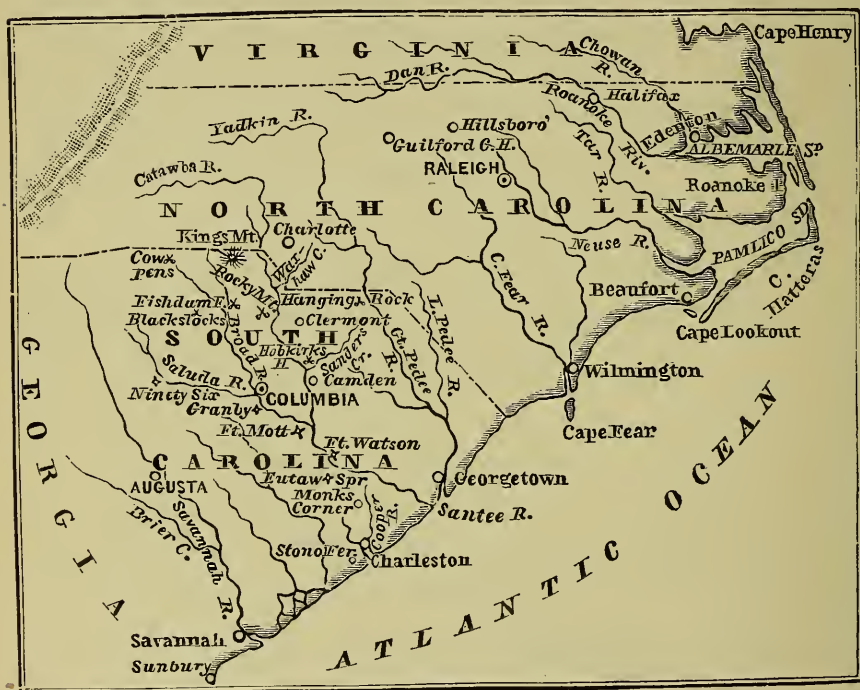 Cape Henry
VIRGINIA
Chowan
R.
Dan R.
Roanoke
Riv.
Halifax
Yadkin R.
Hillsboro'
Guilford C.H.
Tar R.
Edenton
ALBEMARLE SD.
RALEIGH
Catawba R.
Roanoke I
NORTH CAROLINA
Kings Mt.
Charlotte
Neuse R.
PAMLICO SD.
Cow
pens
Wax-
haw C.
C. Fear R.
C.
Hatteras
Rocky Mt.
Beaufort
Fishdam F.
Hanging Rock
Blackstocks
Clermont
L. Pedee R.
Cape Lookout
SOUTH
Broad R.
Hobkirks
H
Sanders
Cr.
Gt. Pedee
R.
GEORGIA
Saluda R.
Camden
Wilmington
Ninety Six
COLUMBIA
Granby
Ft. Mott
Cape Fear
Ft. Watson
CAROLINA
Eutaw Spr
Georgetown
AUGUSTA
Monks
Corner
Santee R.
Brier C.
Savannah R.
Cooper
R.
Stono Fer.
Charleston
ATLANTIC OCEAN
Savannah
Sunbury